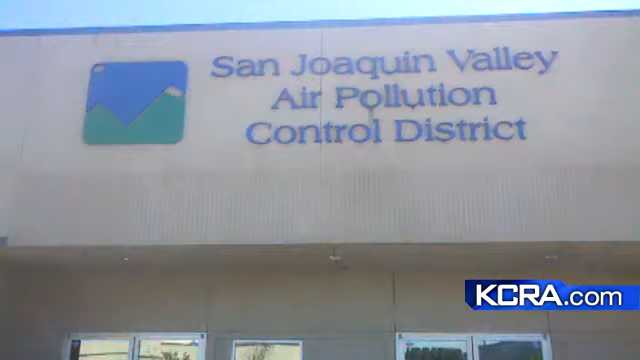 San Joaquin Valley
Air Pollution
Control District
KCRA.com